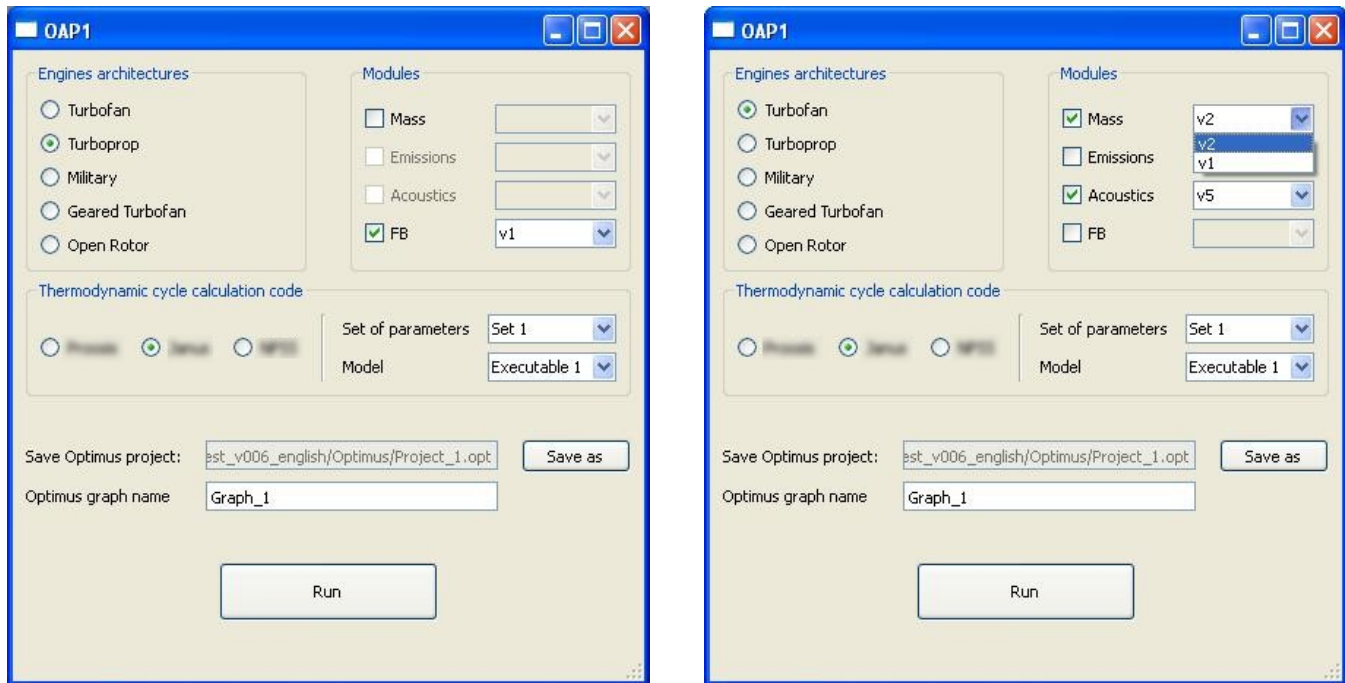 OAP1
Engines architectures
Turbofan
Turboprop
Military
Geared Turbofan
Open Rotor
Modules
Mass
Emissions
Acoustics
FB v1
Thermodynamic cycle calculation code
Set of parameters Set 1
Model Executable 1
Save Optimus project: est_v006_english/Optimus/Project_1.opt Save as
Optimus graph name Graph_1
Run
OAP1
Engines architectures
Turbofan
Turboprop
Military
Geared Turbofan
Open Rotor
Modules
Mass v2
v2
v1
Emissions
Acoustics v5
FB
Thermodynamic cycle calculation code
Set of parameters Set 1
Model Executable 1
Save Optimus project: est_v006_english/Optimus/Project_1.opt Save as
Optimus graph name Graph_1
Run